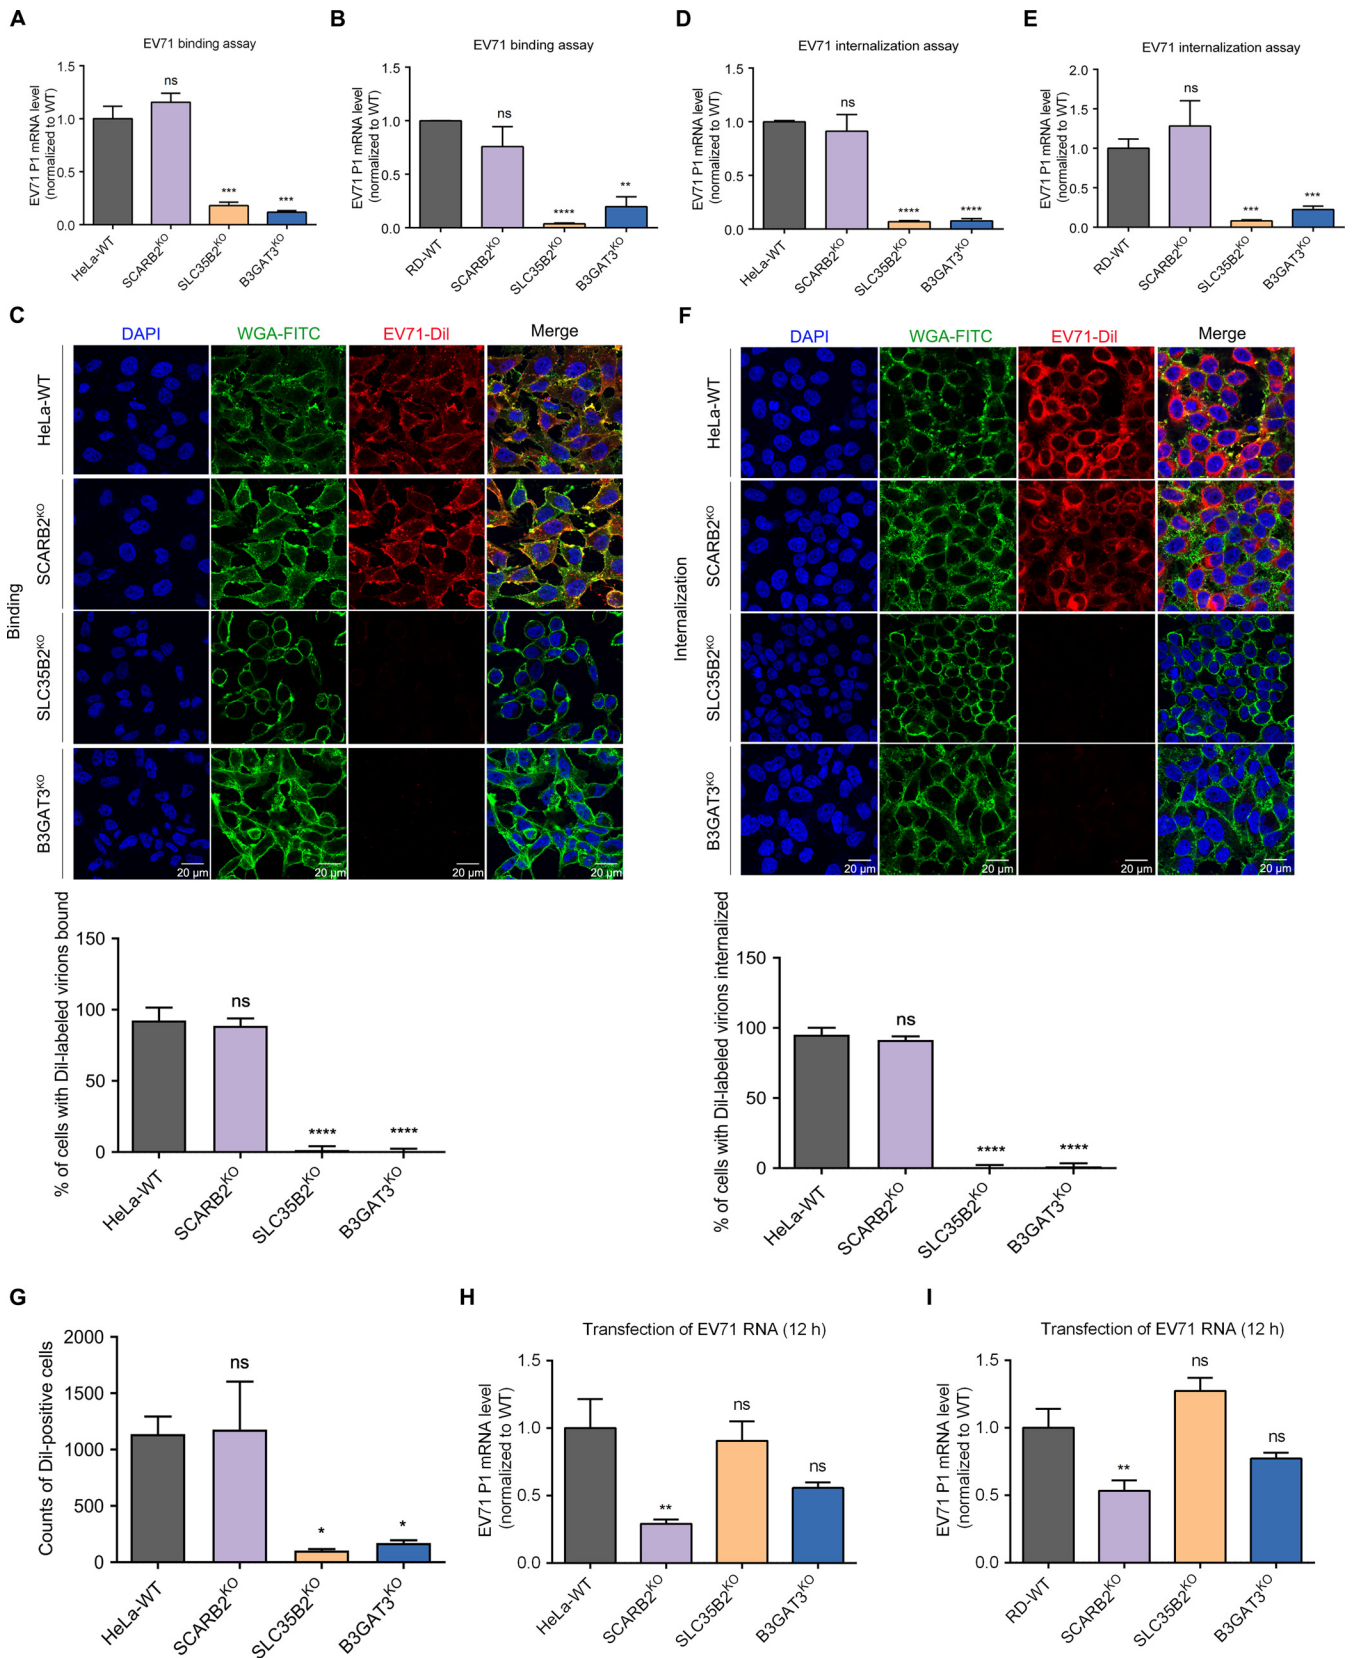 A
EV71 binding assay
EV71 P1 mRNA level
(normalized to WT)
1.5
1.0
0.5
0.0
ns
***
***
HeLa-WT
SCARB2KO
SLC35B2KO
B3GAT3KO
B
EV71 binding assay
EV71 P1 mRNA level
(normalized to WT)
1.5
1.0
0.5
0.0
ns
****
**
RD-WT
SCARB2KO
SLC35B2KO
B3GAT3KO
D
EV71 internalization assay
EV71 P1 mRNA level
(normalized to WT)
1.5
1.0
0.5
0.0
ns
****
****
HeLa-WT
SCARB2KO
SLC35B2KO
B3GAT3KO
E
EV71 internalization assay
EV71 P1 mRNA level
(normalized to WT)
2.0
1.5
1.0
0.5
0.0
ns
***
***
RD-WT
SCARB2KO
SLC35B2KO
B3GAT3KO
C
DAPI
WGA-FITC
EV71-Dil
Merge
Binding
HeLa-WT
SCARB2KO
SLC35B2KO
B3GAT3KO
20 µm
20 µm
20 µm
20 µm
% of cells with Dil-labeled virions bound
150
100
50
0
ns
****
****
HeLa-WT
SCARB2KO
SLC35B2KO
B3GAT3KO
F
DAPI
WGA-FITC
EV71-Dil
Merge
Internalization
HeLa-WT
SCARB2KO
SLC35B2KO
B3GAT3KO
20 µm
20 µm
20 µm
20 µm
% of cells with Dil-labeled virions internalized
150
100
50
0
ns
****
****
HeLa-WT
SCARB2KO
SLC35B2KO
B3GAT3KO
G
Counts of Dil-positive cells
2000
1500
1000
500
0
ns
*
*
HeLa-WT
SCARB2KO
SLC35B2KO
B3GAT3KO
H
Transfection of EV71 RNA (12 h)
EV71 P1 mRNA level
(normalized to WT)
1.5
1.0
0.5
0.0
**
ns
ns
HeLa-WT
SCARB2KO
SLC35B2KO
B3GAT3KO
I
Transfection of EV71 RNA (12 h)
EV71 P1 mRNA level
(normalized to WT)
1.5
1.0
0.5
0.0
**
ns
ns
RD-WT
SCARB2KO
SLC35B2KO
B3GAT3KO